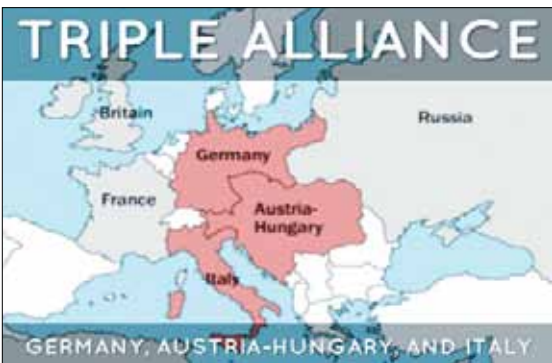 TRIPLE ALLIANCE
Britain
Russia
Germany
France
Austria-
Hungary
Italy
GERMANY, AUSTRIA-HUNGARY, AND ITALY